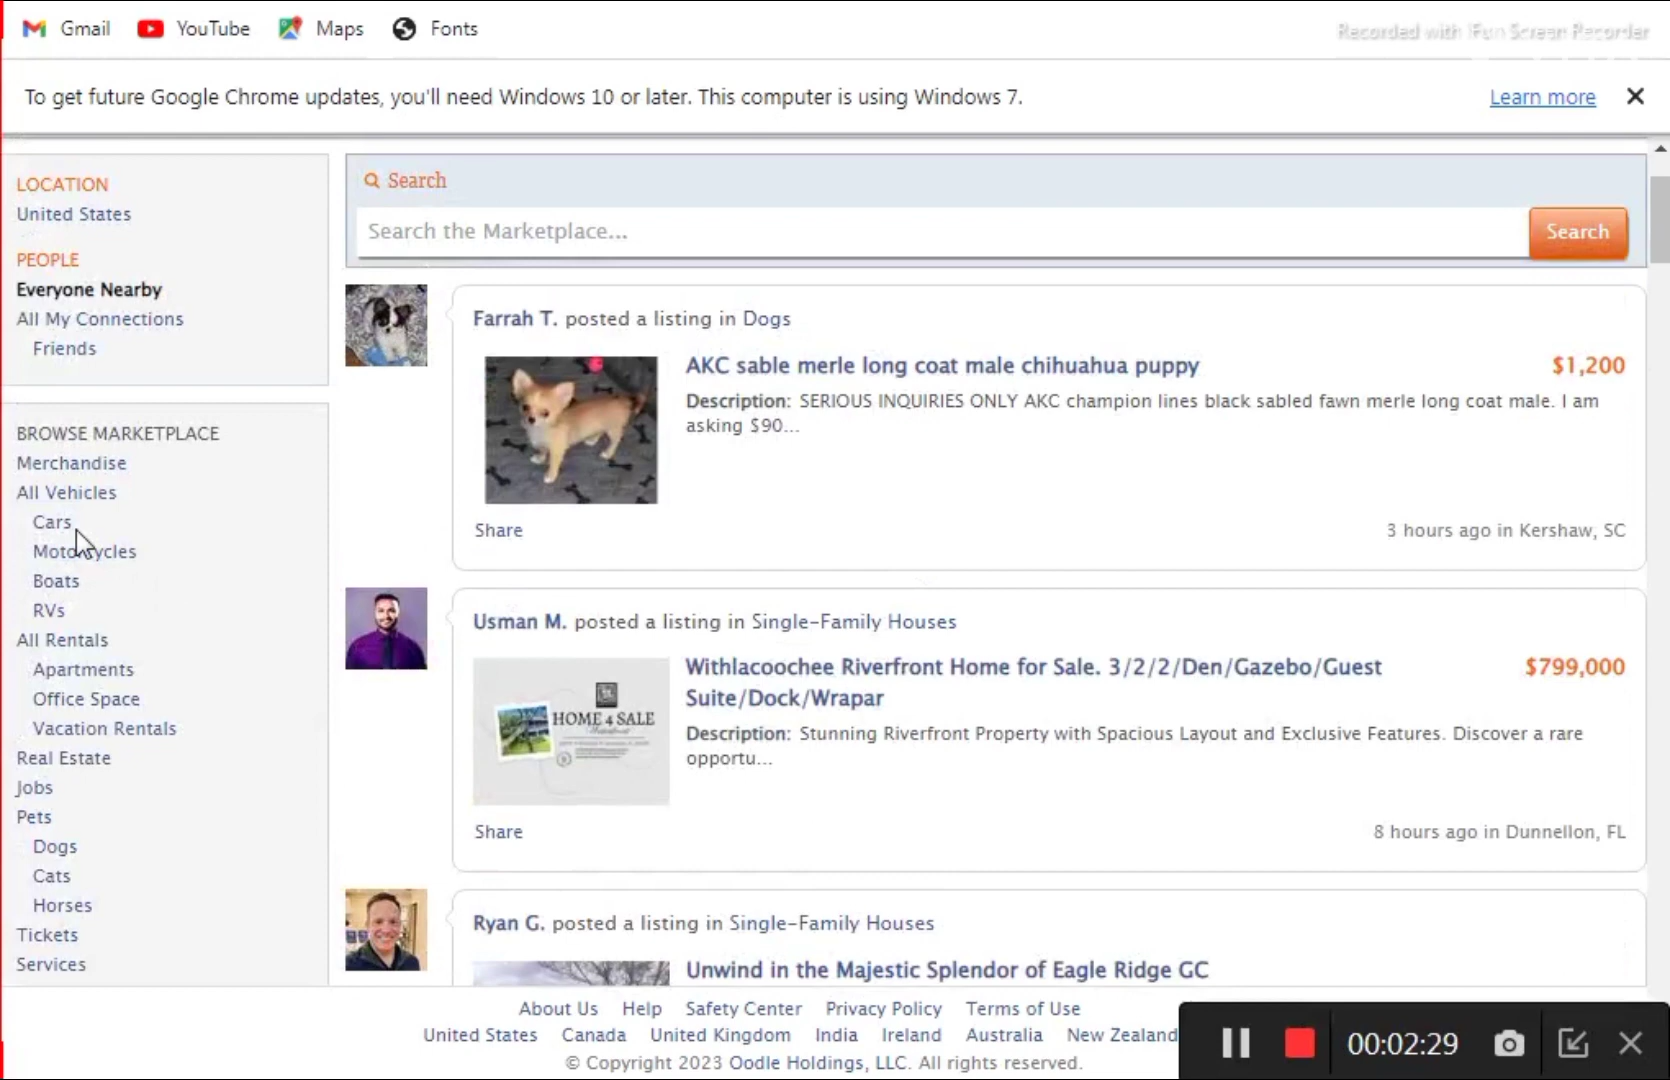 Gmail YouTube Maps Fonts
Recorded with iFun Screen Recorder
To get future Google Chrome updates, you'll need Windows 10 or later. This computer is using Windows 7. Learn more
LOCATION
United States
PEOPLE
Everyone Nearby
All My Connections
Friends
BROWSE MARKETPLACE
Merchandise
All Vehicles
Cars
Motorcycles
Boats
RVs
All Rentals
Apartments
Office Space
Vacation Rentals
Real Estate
Jobs
Pets
Dogs
Cats
Horses
Tickets
Services
Search
Search the Marketplace... Search
Farrah T. posted a listing in Dogs
AKC sable merle long coat male chihuahua puppy $1,200
Description: SERIOUS INQUIRIES ONLY AKC champion lines black sabled fawn merle long coat male. I am
asking $90...
Share 3 hours ago in Kershaw, SC
Usman M. posted a listing in Single-Family Houses
HOME 4 SALE
Withlacoochee Riverfront Home for Sale. 3/2/2/Den/Gazebo/Guest $799,000
Suite/Dock/Wrapar
Description: Stunning Riverfront Property with Spacious Layout and Exclusive Features. Discover a rare
opportu...
Share 8 hours ago in Dunnellon, FL
Ryan G. posted a listing in Single-Family Houses
Unwind in the Majestic Splendor of Eagle Ridge GC
About Us Help Safety Center Privacy Policy Terms of Use
United States Canada United Kingdom India Ireland Australia New Zealand
© Copyright 2023 Oodle Holdings, LLC. All rights reserved.
00:02:29